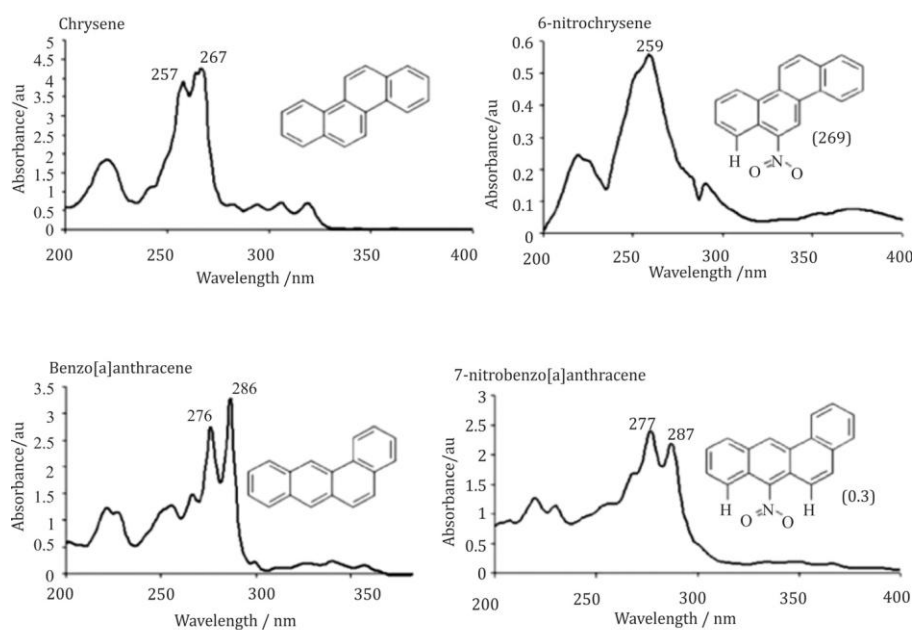 Chrysene
5
4.5
4
3.5
3
2.5
2
1.5
1
0.5
0
257
267
200
250
300
350
400
Absorbance/au
Wavelength /nm
6-nitrochrysene
0.6
0.5
0.4
0.3
0.2
0.1
0
259
H
N
O
O
(269)
200
250
300
350
400
Absorbance/au
Wavelength /nm
Benzo[a]anthracene
3.5
3
2.5
2
1.5
1
0.5
0
276
286
200
250
300
350
400
Absorbance/au
Wavelength / nm
7-nitrobenzo[a]anthracene
3
2.5
2
1.5
1
0.5
0
277
287
H
N
H
O
O
(0.3)
200
250
300
350
400
Absorbance/au
Wavelength / nm